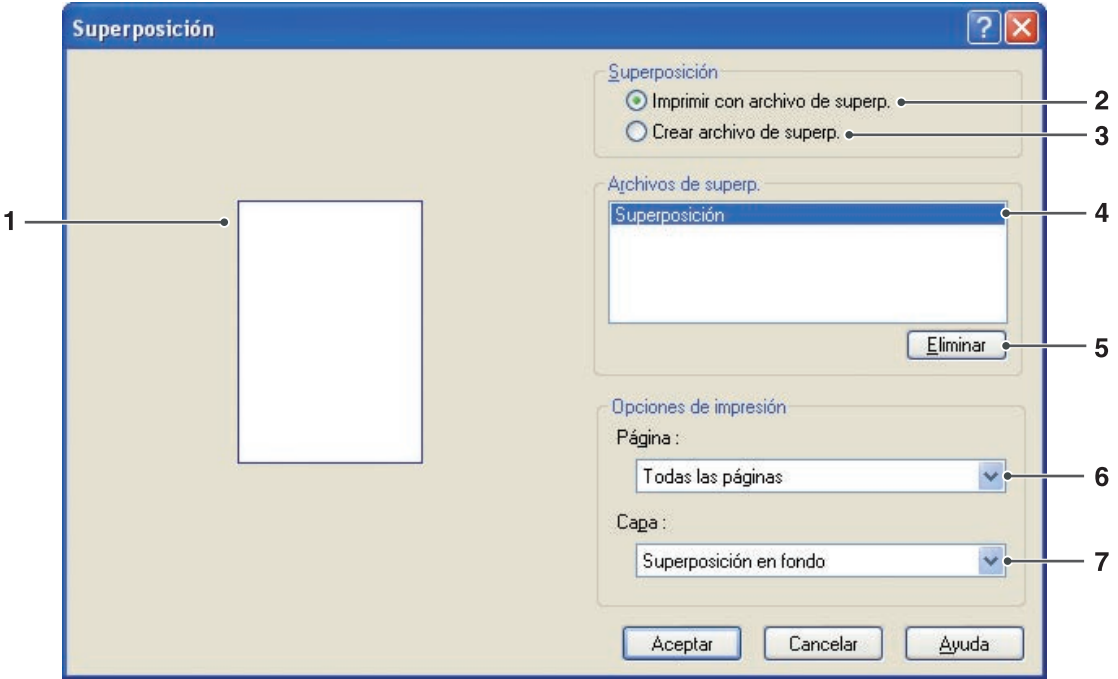 Superposición
1
Superposición
Imprimir con archivo de superp. 2
Crear archivo de superp. 3
Archivos de superp.
Superposición 4
Eliminar 5
Opciones de impresión
Página :
Todas las páginas 6
Capa :
Superposición en fondo 7
Aceptar Cancelar Ayuda